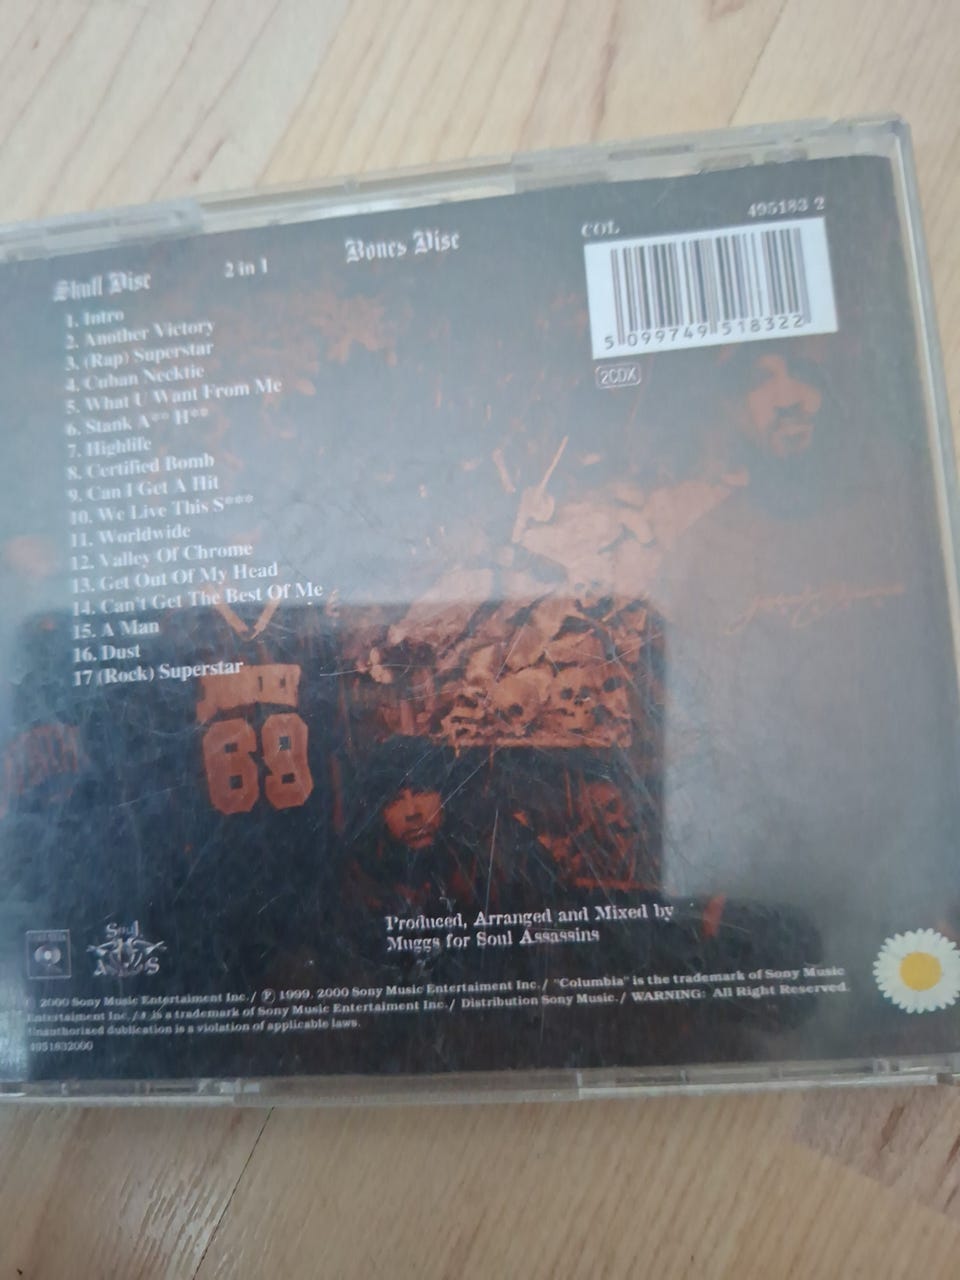 COL
495183 2
Skull Disc
2 in 1
Bones Disc
5 099749 518322
2CDX
1. Intro
2. Another Victory
3. (Rap) Superstar
4. Cuban Necktie
5. What U Want From Me
6. Stank A** H**
7. Highlife
8. Certified Bomb
9. Can I Get A Hit
10. We Live This S***
11. Worldwide
12. Valley Of Chrome
13. Get Out Of My Head
14. Can't Get The Best Of Me
15. A Man
16. Dust
17 (Rock) Superstar
69
Produced, Arranged and Mixed by
Muggs for Soul Assassins
Soul
2000 Sony Music Entertaiment Inc./ Ⓟ 1999, 2000 Sony Music Entertaiment Inc./ "Columbia" is the trademark of Sony Music
Entertaiment Inc./ is a trademark of Sony Music Entertaiment Inc./ Distribution Sony Music./ WARNING: All Right Reserved.
Unauthorized dublication is a violation of applicable laws.
4951832000